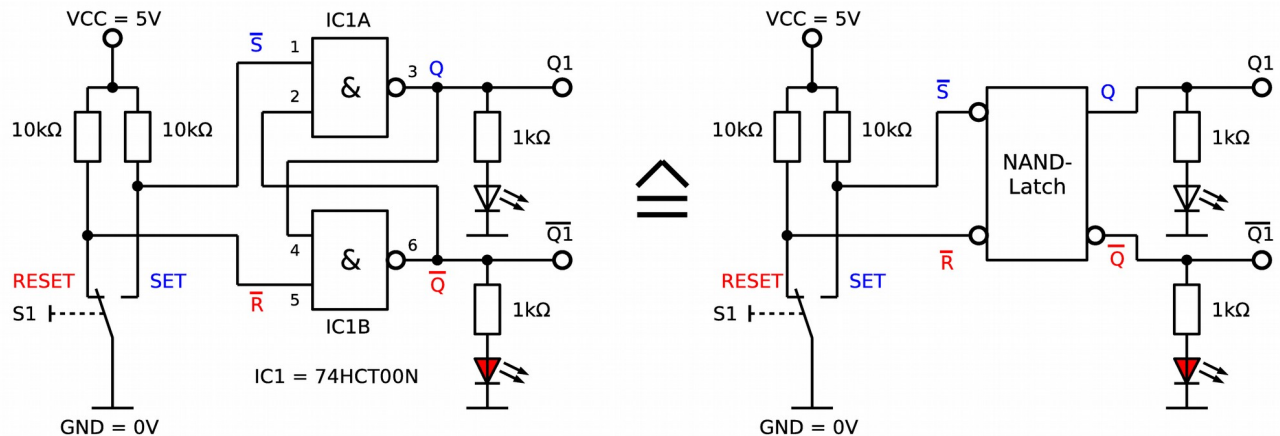 VCC = 5V
IC1A
S̅
1
2
&
3
Q
Q1
10kΩ
10kΩ
1kΩ
RESET
SET
S1
R̅
4
5
&
6
Q̅
Q̅1̅
IC1B
1kΩ
IC1 = 74HCT00N
GND = 0V
VCC = 5V
S̅
Q
Q1
10kΩ
10kΩ
1kΩ
NAND-
Latch
R̅
Q̅
Q̅1̅
RESET
SET
S1
1kΩ
GND = 0V